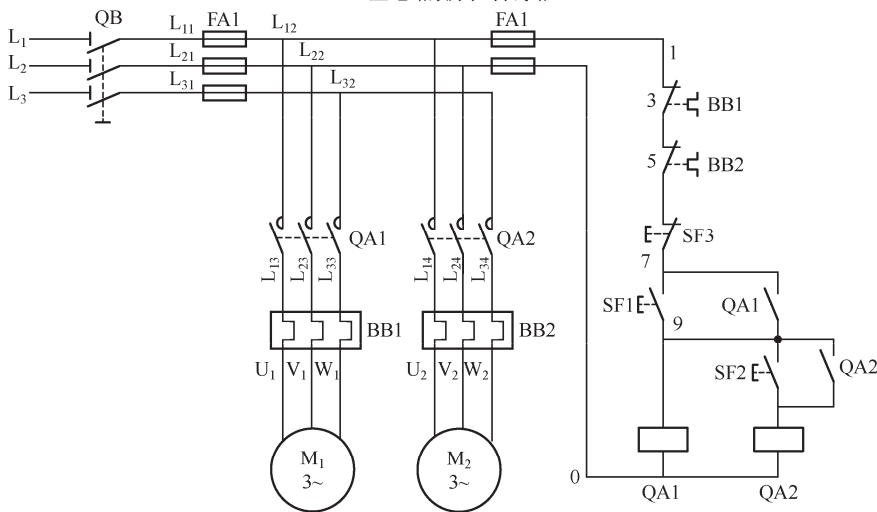 QB L₁₁ FA1 L₁₂ FA1
L₁
L₂ L₂₁ L₂₂ 1
L₃ L₃₁ L₃₂
3 BB1
5 BB2
QA1 QA2 SF3
L₁₃ L₂₃ L₃₃ L₁₄ L₂₄ L₃₄ 7
SF1 9 QA1
BB1 BB2
U₁ V₁ W₁ U₂ V₂ W₂ SF2 QA2
M₁ M₂
3~ 3~
0
QA1 QA2